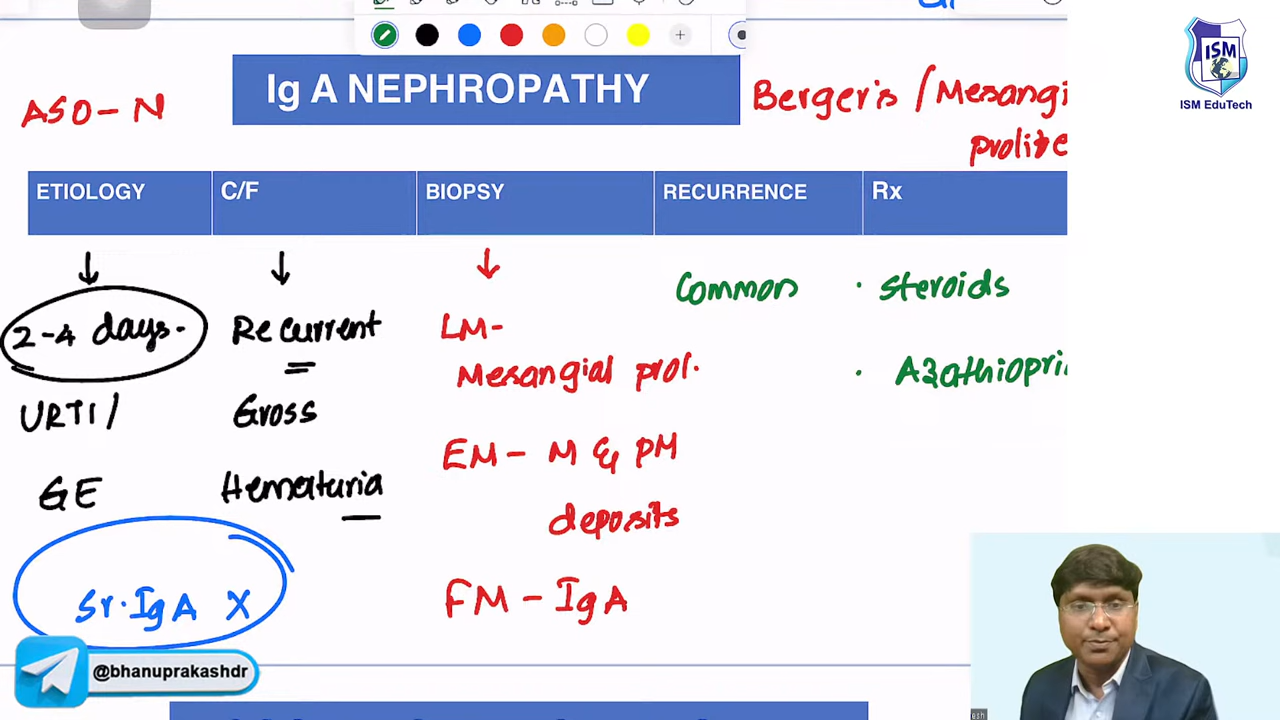 ISM
ISM EduTech
Ig A NEPHROPATHY
ASO - N
Berger's / Mesangi
prolife
ETIOLOGY
C/F
BIOPSY
RECURRENCE
Rx
2-4 days.
URTI /
GE
Sr. IgA X
Recurrent
Gross
Hematuria
LM-
Mesangial prol.
EM - M & PM
deposits
FM - IgA
Common
· Steroids
· Azathiopri
@bhanuprakashdr